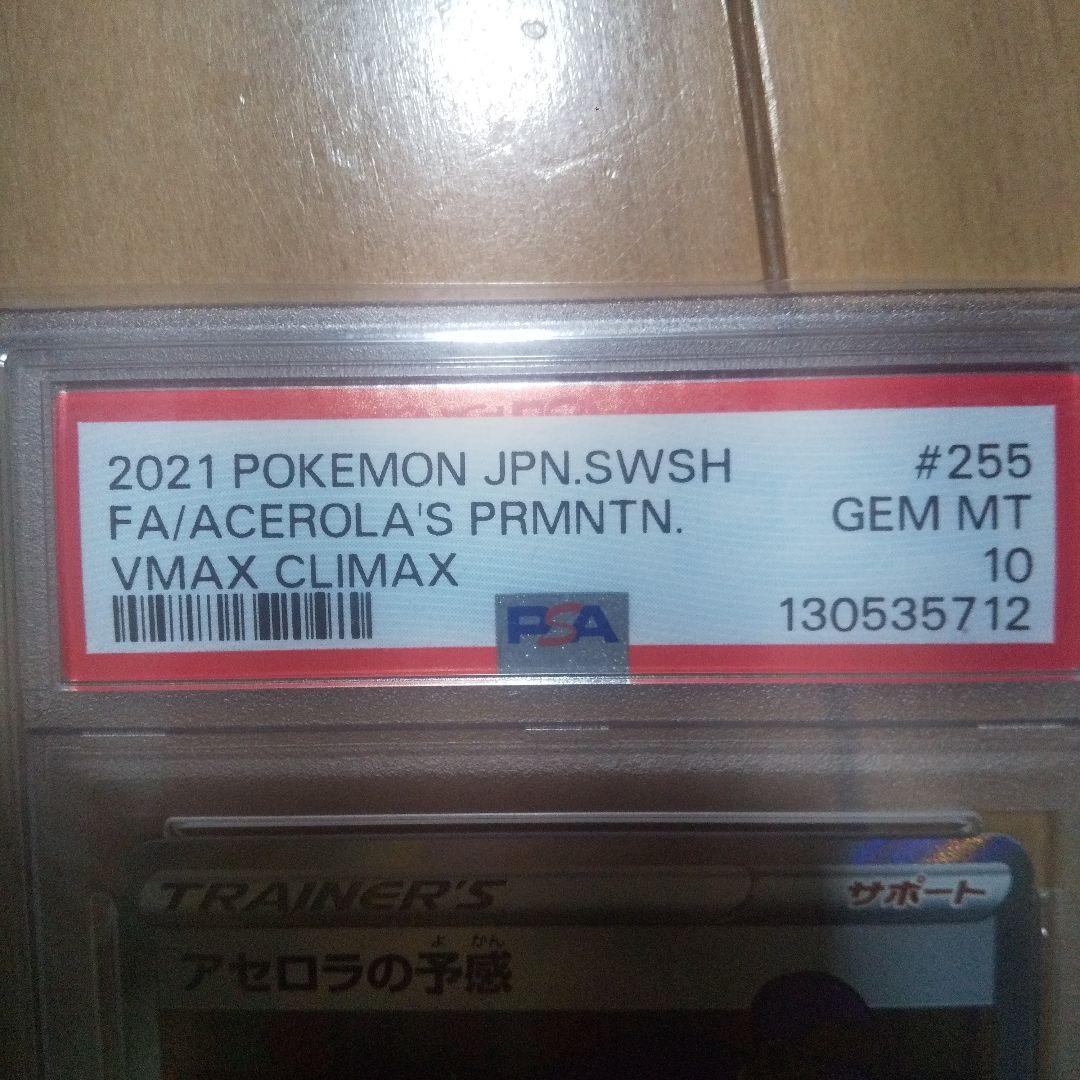 2021 POKEMON JPN.SWSH #255
FA/ACEROLA'S PRMNTN. GEM MT
VMAX CLIMAX 10
PSA 130535712
TRAINER'S サポート
よ かん
アセロラの予感